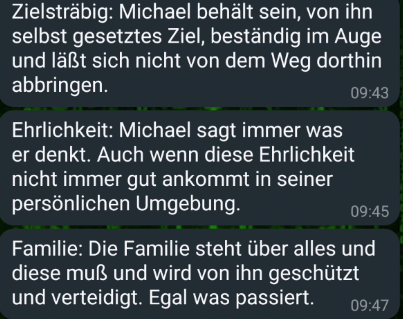 Zielsträbig: Michael behält sein, von ihn
selbst gesetztes Ziel, beständig im Auge
und läßt sich nicht von dem Weg dorthin
abbringen.
09:43
Ehrlichkeit: Michael sagt immer was
er denkt. Auch wenn diese Ehrlichkeit
nicht immer gut ankommt in seiner
persönlichen Umgebung.
09:45
Familie: Die Familie steht über alles und
diese muß und wird von ihn geschützt
und verteidigt. Egal was passiert.
09:47